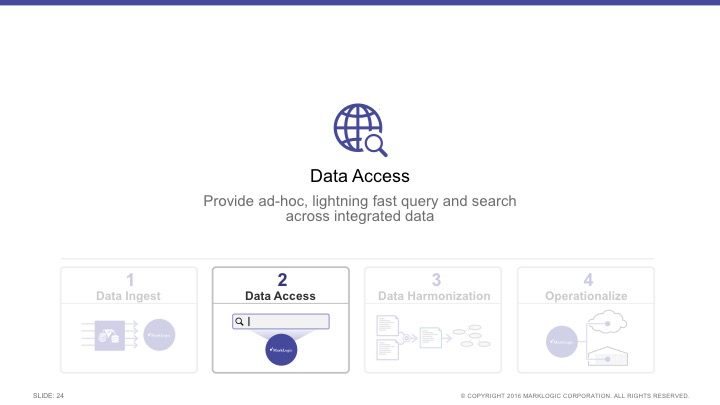 Data Access
Provide ad-hoc, lightning fast query and search
across integrated data
1
Data Ingest
MarkLogic
2
Data Access
MarkLogic
3
Data Harmonization
4
Operationalize
MarkLogic
SLIDE: 24
© COPYRIGHT 2016 MARKLOGIC CORPORATION. ALL RIGHTS RESERVED.